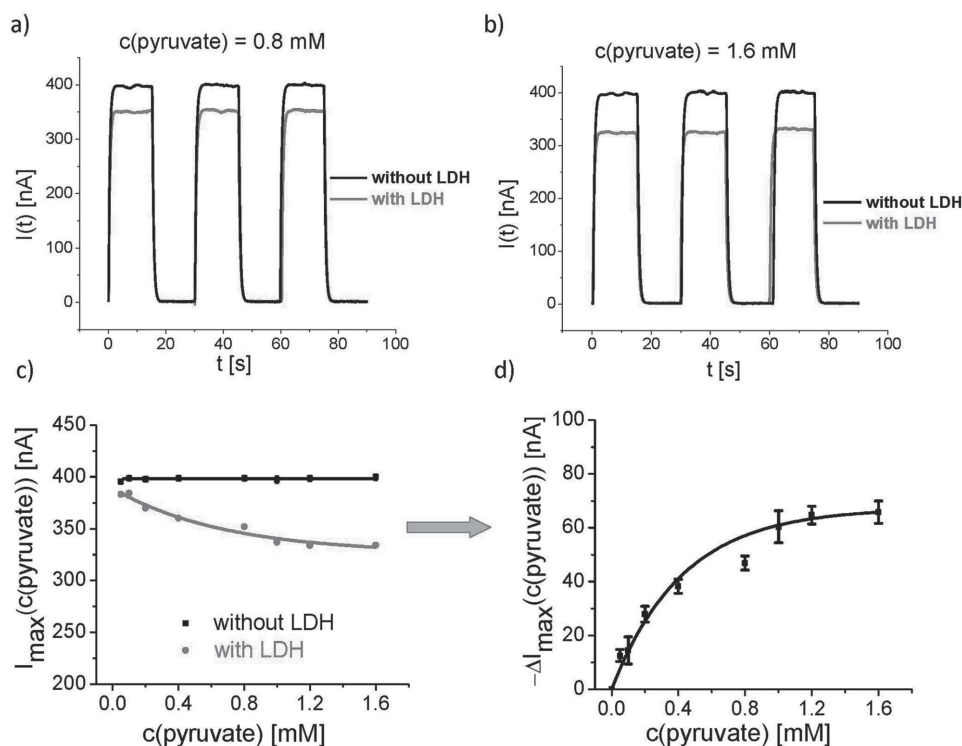 a)
c(pyruvate) = 0.8 mM
I(t) [nA]
400
300
200
100
0
without LDH
with LDH
0 20 40 60 80 100
t [s]
b)
c(pyruvate) = 1.6 mM
I(t) [nA]
400
300
200
100
0
without LDH
with LDH
0 20 40 60 80 100
t [s]
c)
I_max(c(pyruvate)) [nA]
450
400
350
300
250
200
without LDH
with LDH
0.0 0.4 0.8 1.2 1.6
c(pyruvate) [mM]
d)
−ΔI_max(c(pyruvate)) [nA]
100
80
60
40
20
0
0.0 0.4 0.8 1.2 1.6
c(pyruvate) [mM]